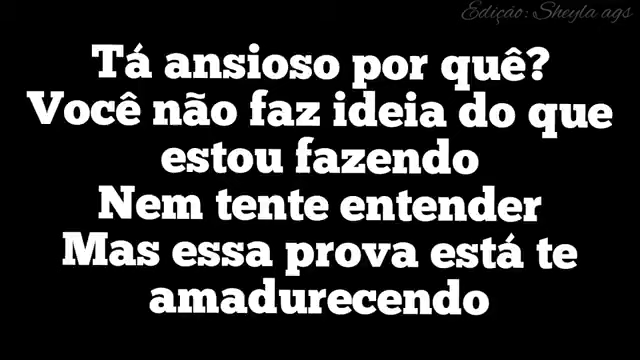 Edição: Sheyla ags
Tá ansioso por quê?
Você não faz ideia do que
estou fazendo
Nem tente entender
Mas essa prova está te
amadurecendo